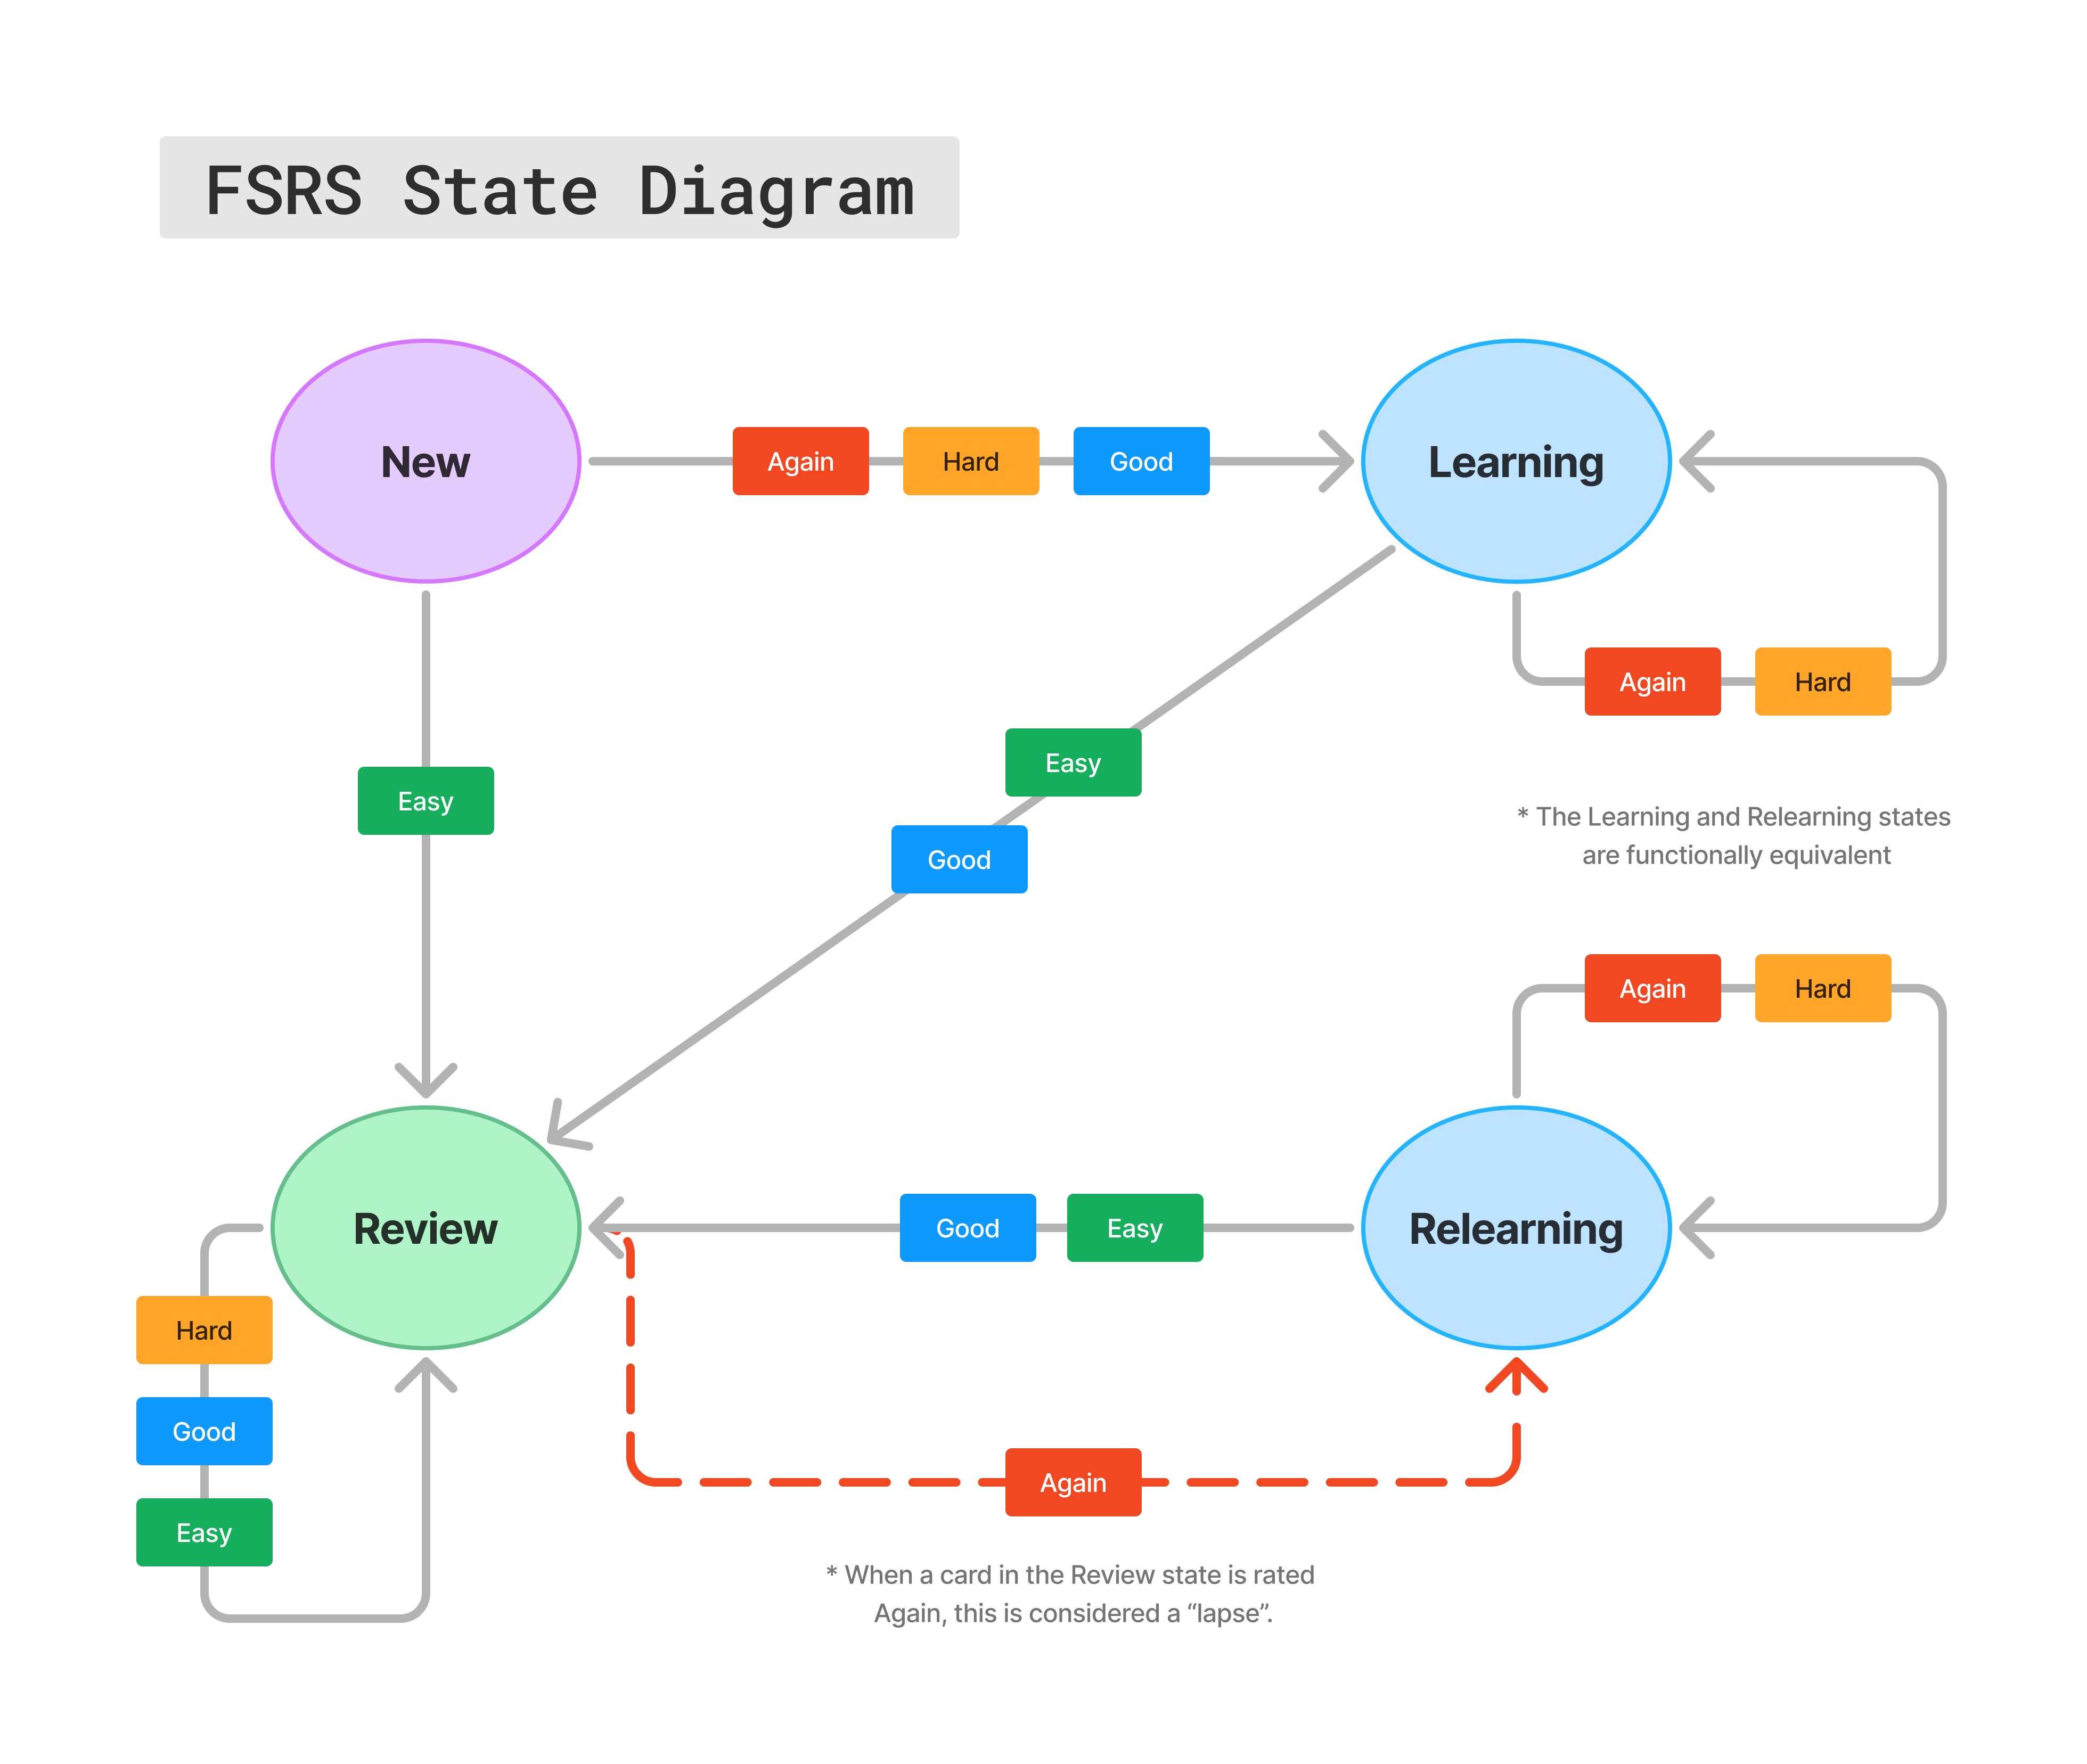 FSRS State Diagram
New
Again
Hard
Good
Learning
Again
Hard
Easy
Easy
Good
* The Learning and Relearning states
are functionally equivalent
Again
Hard
Review
Good
Easy
Relearning
Hard
Good
Easy
Again
* When a card in the Review state is rated
Again, this is considered a “lapse”.